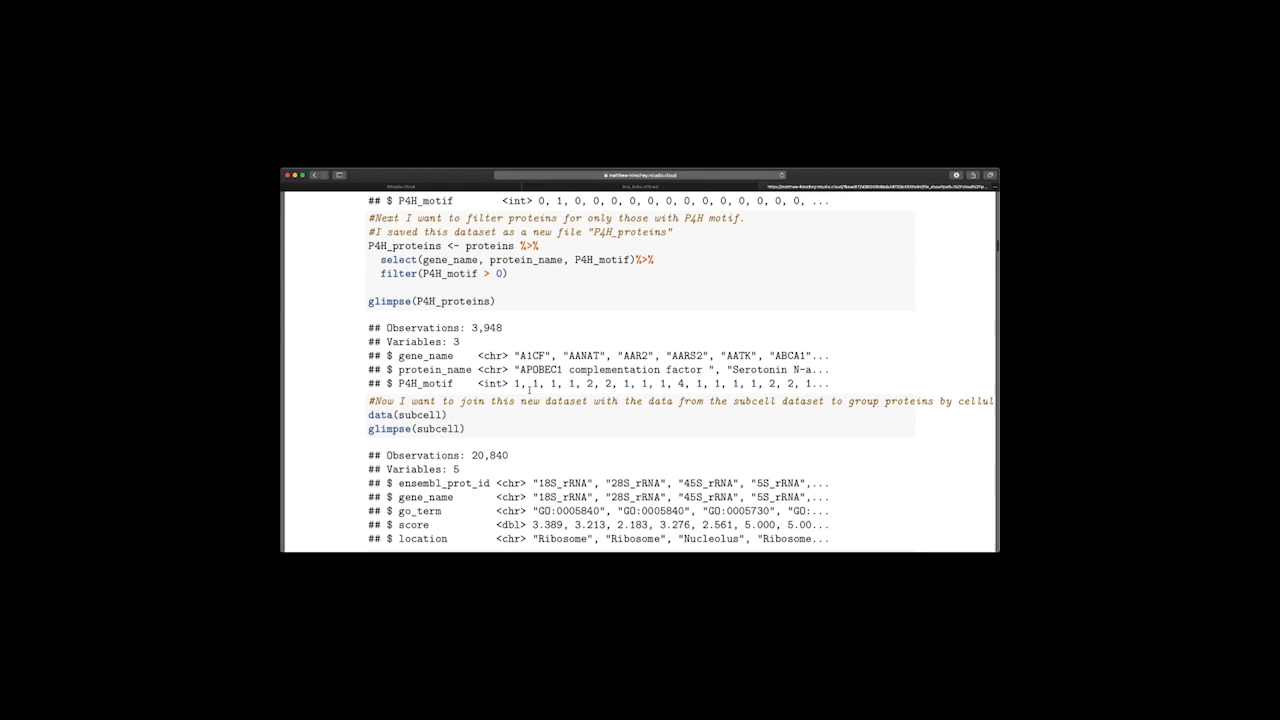 RStudio Cloud
matthew-hirschey.rstudio.cloud
## $ P4H_motif <int> 0, 1, 0, 0, 0, 0, 0, 0, 0, 0, 0, 0, 0, 0, 0, ...
#Next I want to filter proteins for only those with P4H motif.
#I saved this dataset as a new file "P4H_proteins"
P4H_proteins <- proteins %>%
select(gene_name, protein_name, P4H_motif)%>%
filter(P4H_motif > 0)
glimpse(P4H_proteins)
## Observations: 3,948
## Variables: 3
## $ gene_name <chr> "A1CF", "AANAT", "AAR2", "AARS2", "AATK", "ABCA1"...
## $ protein_name <chr> "APOBEC1 complementation factor ", "Serotonin N-a...
## $ P4H_motif <int> 1, 1, 1, 1, 2, 2, 1, 1, 1, 4, 1, 1, 1, 1, 2, 2, 1...
#Now I want to join this new dataset with the data from the subcell dataset to group proteins by cellul
data(subcell)
glimpse(subcell)
## Observations: 20,840
## Variables: 5
## $ ensembl_prot_id <chr> "18S_rRNA", "28S_rRNA", "45S_rRNA", "5S_rRNA",...
## $ gene_name <chr> "18S_rRNA", "28S_rRNA", "45S_rRNA", "5S_rRNA",...
## $ go_term <chr> "GO:0005840", "GO:0005840", "GO:0005730", "GO:...
## $ score <dbl> 3.389, 3.213, 2.183, 3.276, 2.561, 5.000, 5.00...
## $ location <chr> "Ribosome", "Ribosome", "Nucleolus", "Ribosome...